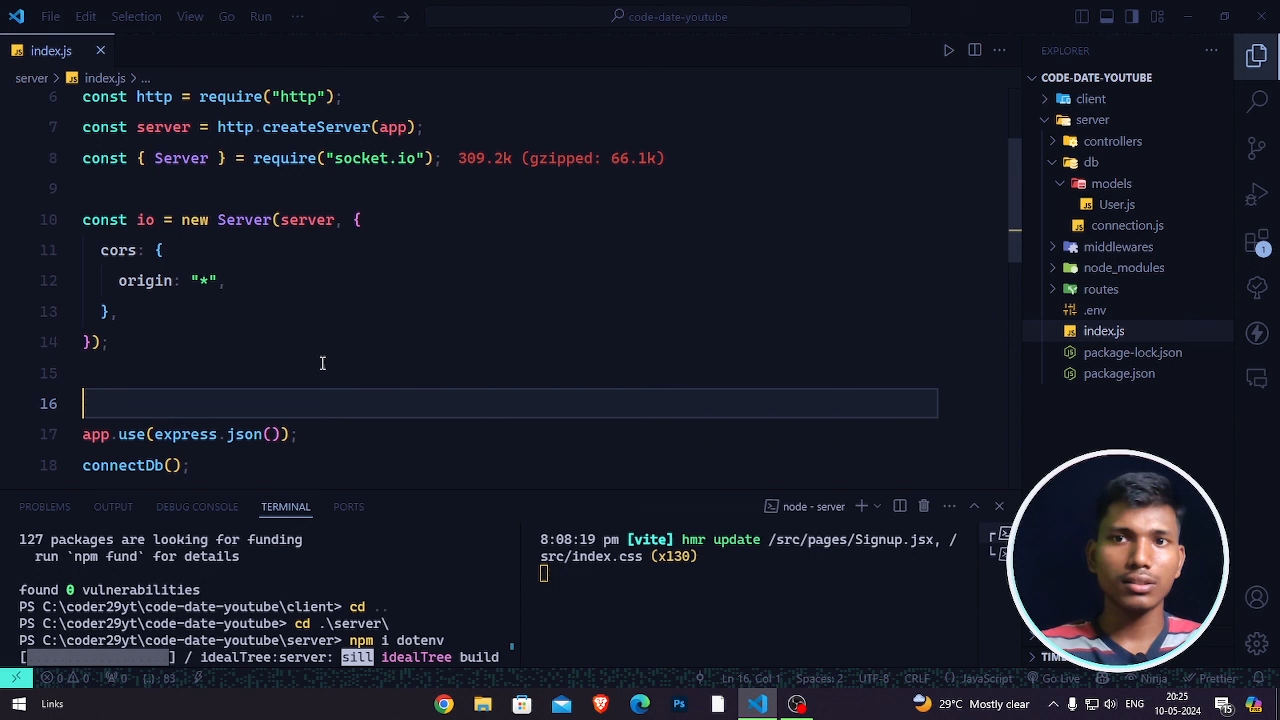 File Edit Selection View Go Run ··· code-date-youtube
index.js
server > index.js > ...
6 const http = require("http");
7 const server = http.createServer(app);
8 const { Server } = require("socket.io"); 309.2k (gzipped: 66.1k)
9
10 const io = new Server(server, {
11 cors: {
12 origin: "*",
13 },
14 });
15
16
17 app.use(express.json());
18 connectDb();
EXPLORER
CODE-DATE-YOUTUBE
client
server
controllers
db
models
User.js
connection.js
middlewares
node_modules
routes
.env
index.js
package-lock.json
package.json
1
PROBLEMS OUTPUT DEBUG CONSOLE TERMINAL PORTS node - server
127 packages are looking for funding
run `npm fund` for details
found 0 vulnerabilities
PS C:\coder29yt\code-date-youtube\client> cd ..
PS C:\coder29yt\code-date-youtube> cd .\server\
PS C:\coder29yt\code-date-youtube\server> npm i dotenv
[..................] / idealTree:server: sill idealTree build
8:08:19 pm [vite] hmr update /src/pages/Signup.jsx, /
src/index.css (x130)
0 0 0 {..}: 83 Ln 16, Col 1 Spaces: 2 UTF-8 CRLF JavaScript Go Live Ninja Prettier
Links 29°C Mostly clear ENG 20:25
10-05-2024